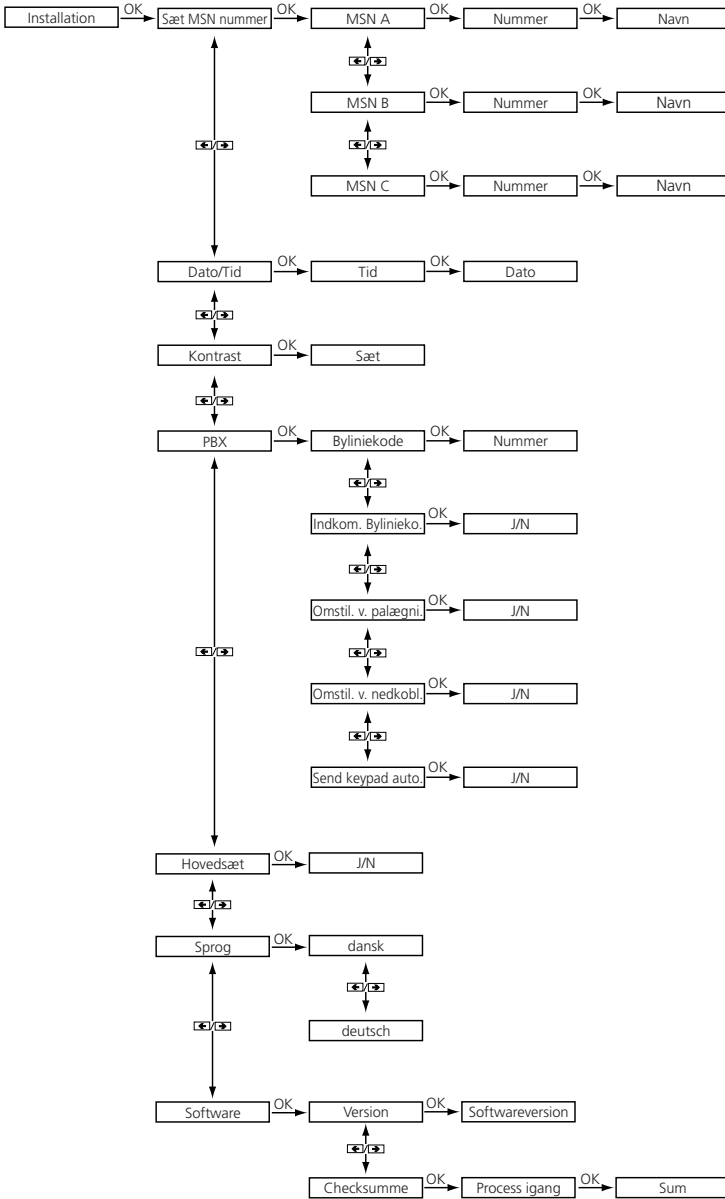 Installation OK Sæt MSN nummer OK MSN A OK Nummer OK Navn
MSN B OK Nummer OK Navn
MSN C OK Nummer OK Navn
Dato/Tid OK Tid OK Dato
Kontrast OK Sæt
PBX OK Byliniekode OK Nummer
Indkom. Bylinieko. OK J/N
Omstil. v. palægni. OK J/N
Omstil. v. nedkobl. OK J/N
Send keypad auto. OK J/N
Hovedsæt OK J/N
Sprog OK dansk
deutsch
Software OK Version OK Softwareversion
Checksumme OK Process igang OK Sum